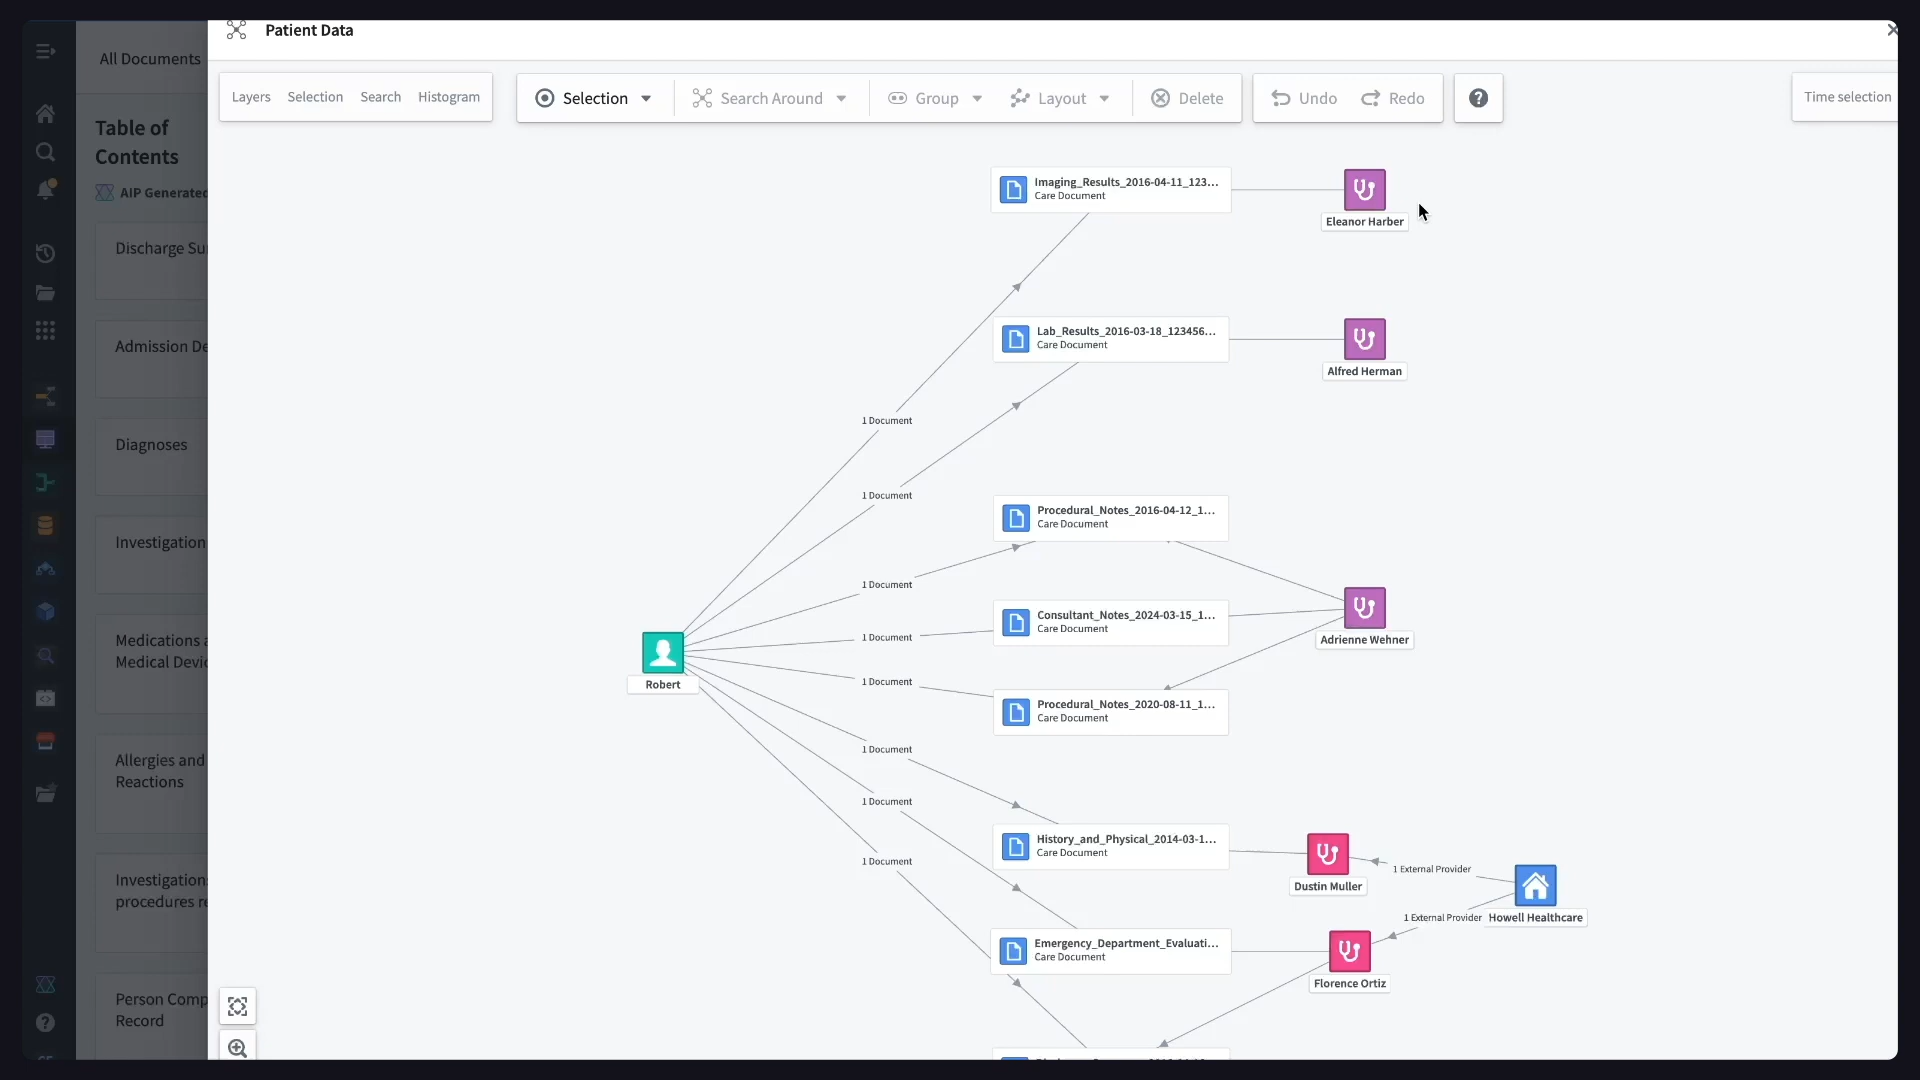 Patient Data
All Documents
Layers
Selection
Search
Histogram
Selection
Search Around
Group
Layout
Delete
Undo
Redo
Time selection
Table of
Contents
AIP Generated
Discharge Su
Admission De
Diagnoses
Investigation
Medications a
Medical Devic
Allergies and
Reactions
Investigation
procedures re
Person Comp
Record
Imaging_Results_2016-04-11_123...
Care Document
Eleanor Harber
Lab_Results_2016-03-18_123456...
Care Document
Alfred Herman
1 Document
1 Document
Procedural_Notes_2016-04-12_1...
Care Document
1 Document
Consultant_Notes_2024-03-15_1...
Care Document
Adrienne Wehner
1 Document
Robert
1 Document
Procedural_Notes_2020-08-11_1...
Care Document
1 Document
1 Document
History_and_Physical_2014-03-1...
Care Document
Dustin Muller
1 External Provider
1 Document
1 External Provider
Howell Healthcare
Emergency_Department_Evaluati...
Care Document
Florence Ortiz